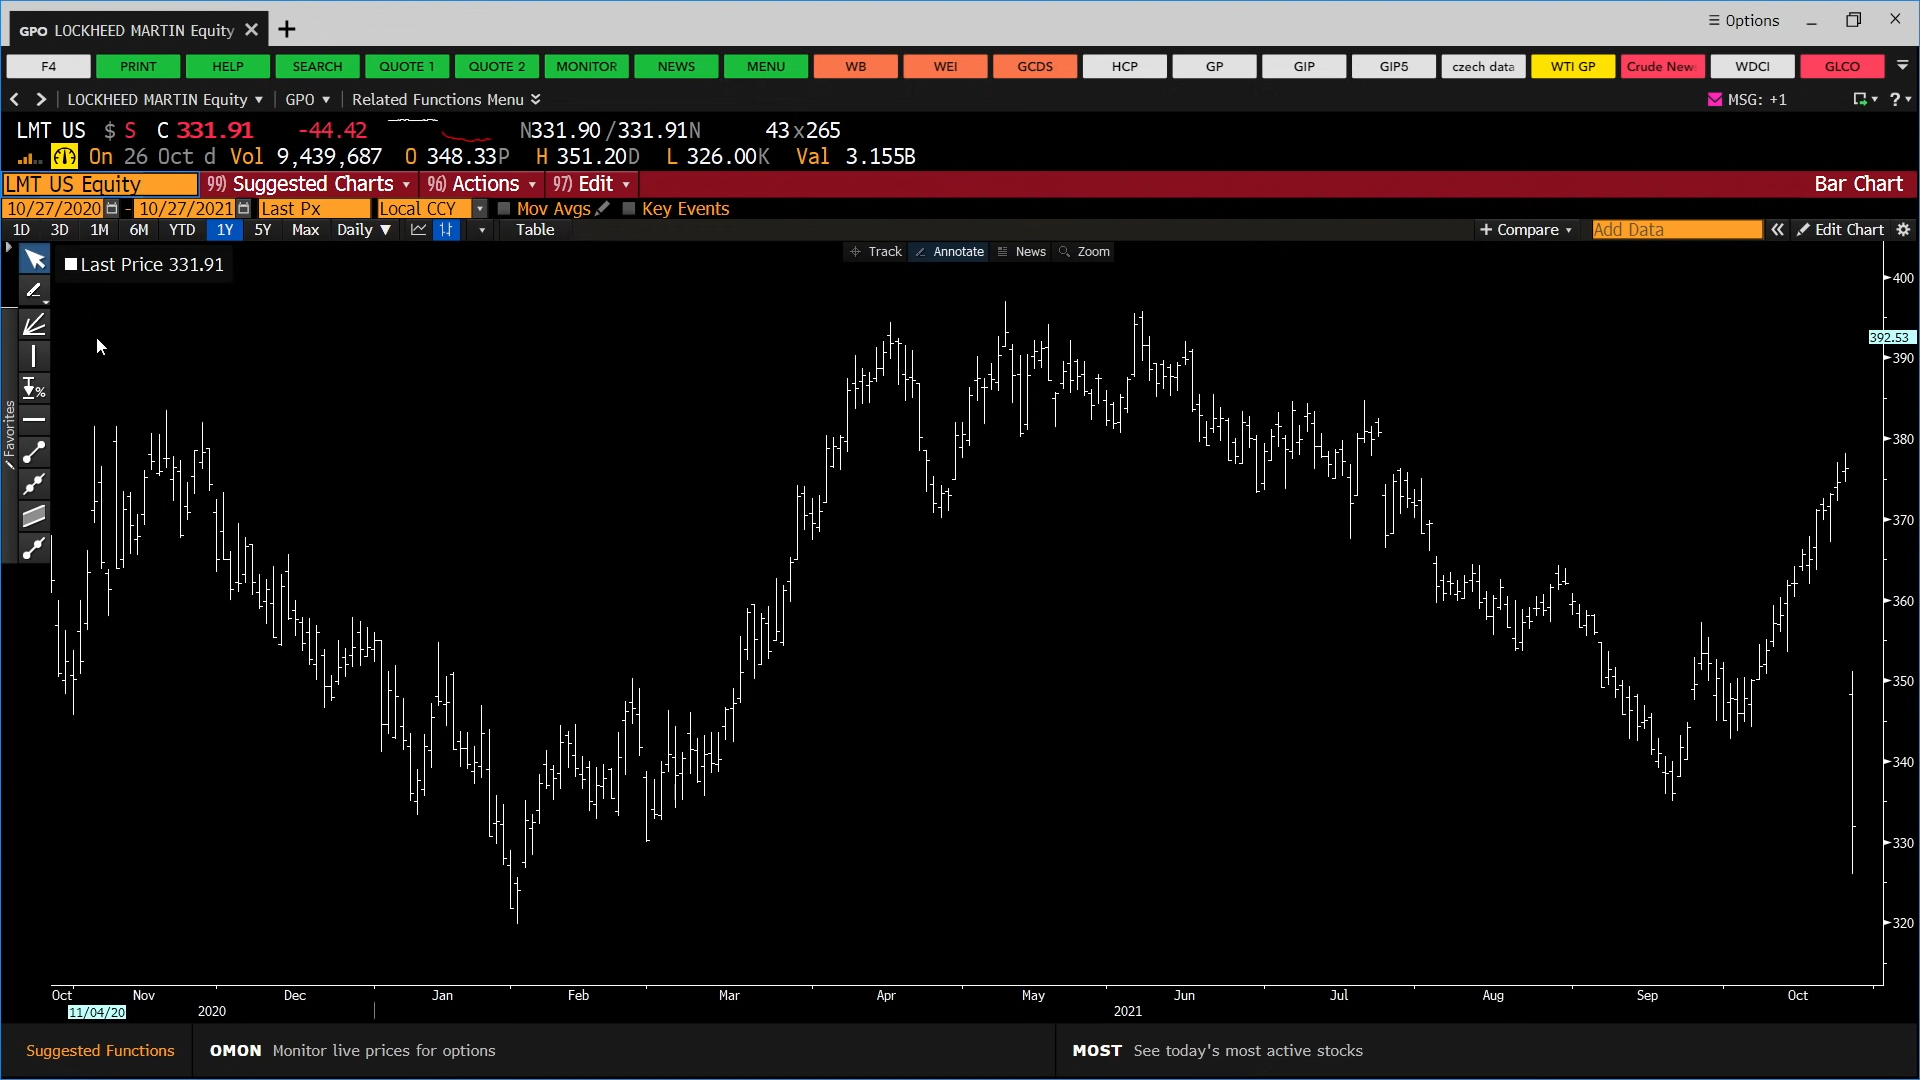 GPO LOCKHEED MARTIN Equity
Options
F4 PRINT HELP SEARCH QUOTE 1 QUOTE 2 MONITOR NEWS MENU WB WEI GCDS HCP GP GIP GIP5 czech data WTI GP Crude New WDCI GLCO
LOCKHEED MARTIN Equity GPO Related Functions Menu MSG: +1 ?
LMT US $ S C 331.91 -44.42 N331.90 /331.91N 43x265
On 26 Oct d Vol 9,439,687 O 348.33P H 351.20D L 326.00K Val 3.155B
LMT US Equity 99) Suggested Charts 96) Actions 97) Edit Bar Chart
10/27/2020 - 10/27/2021 Last Px Local CCY Mov Avgs Key Events
1D 3D 1M 6M YTD 1Y 5Y Max Daily ▼ Table + Compare Add Data « Edit Chart
Track Annotate News Zoom
Last Price 331.91
Favorites
%
400
392.53
390
380
370
360
350
340
330
320
Oct Nov Dec Jan Feb Mar Apr May Jun Jul Aug Sep Oct
11/04/20 2020 2021
Suggested Functions OMON Monitor live prices for options MOST See today's most active stocks